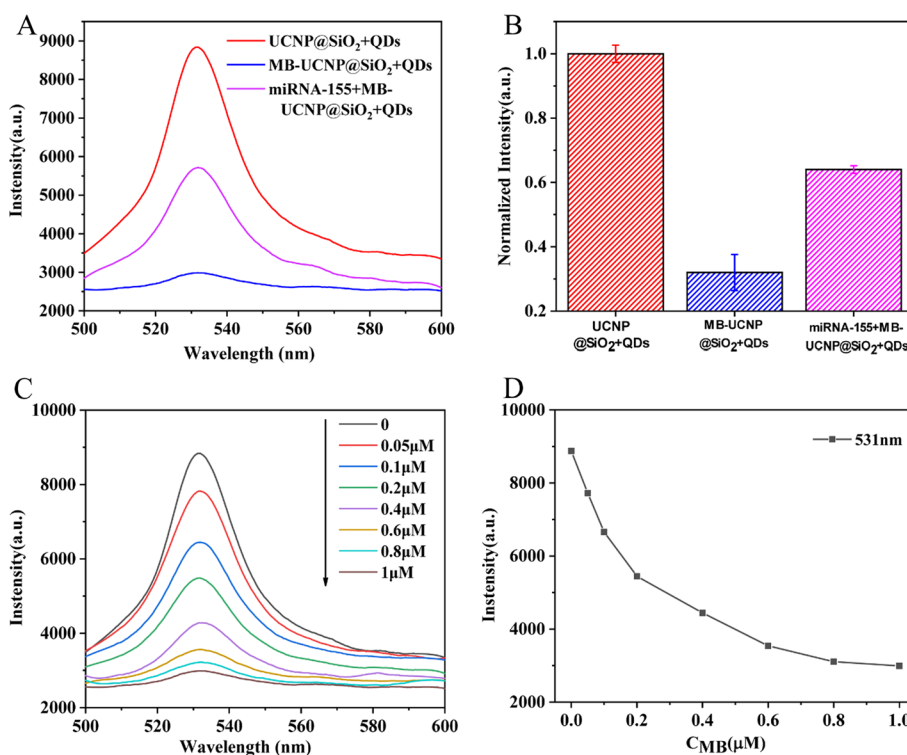 A
Instensity(a.u.)
9000
8000
7000
6000
5000
4000
3000
2000
500 520 540 560 580 600
Wavelength (nm)
UCNP@SiO₂+QDs
MB-UCNP@SiO₂+QDs
miRNA-155+MB-
UCNP@SiO₂+QDs
B
Normalized Intensity(a.u.)
1.0
0.8
0.6
0.4
0.2
UCNP
@SiO₂+QDs
MB-UCNP
@SiO₂+QDs
miRNA-155+MB-
UCNP@SiO₂+QDs
C
Instensity(a.u.)
10000
8000
6000
4000
2000
500 520 540 560 580 600
Wavelength (nm)
0
0.05μM
0.1μM
0.2μM
0.4μM
0.6μM
0.8μM
1μM
D
Instensity(a.u.)
10000
8000
6000
4000
2000
0.0 0.2 0.4 0.6 0.8 1.0
C_MB(μM)
531nm